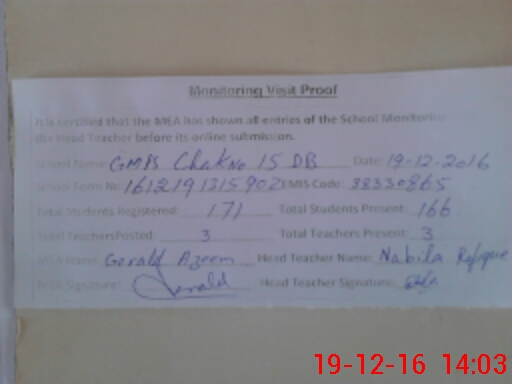 Monitoring Visit Proof
It is certified that the MEA has shown all entries of the School Monitoring
the Head Teacher before its online submission.
School Name: GMPS Chak No 15 DB Date: 19-12-2016
School Form No: 161219131590 EMIS Code: 38330865
Total Students Registered: 171 Total Students Present: 166
Total Teachers Posted: 3 Total Teachers Present: 3
MEA Name: Gerald Azeem Head Teacher Name: Nabila
MEA Signature: Gerald Head Teacher Signature:
19-12-16 14:03